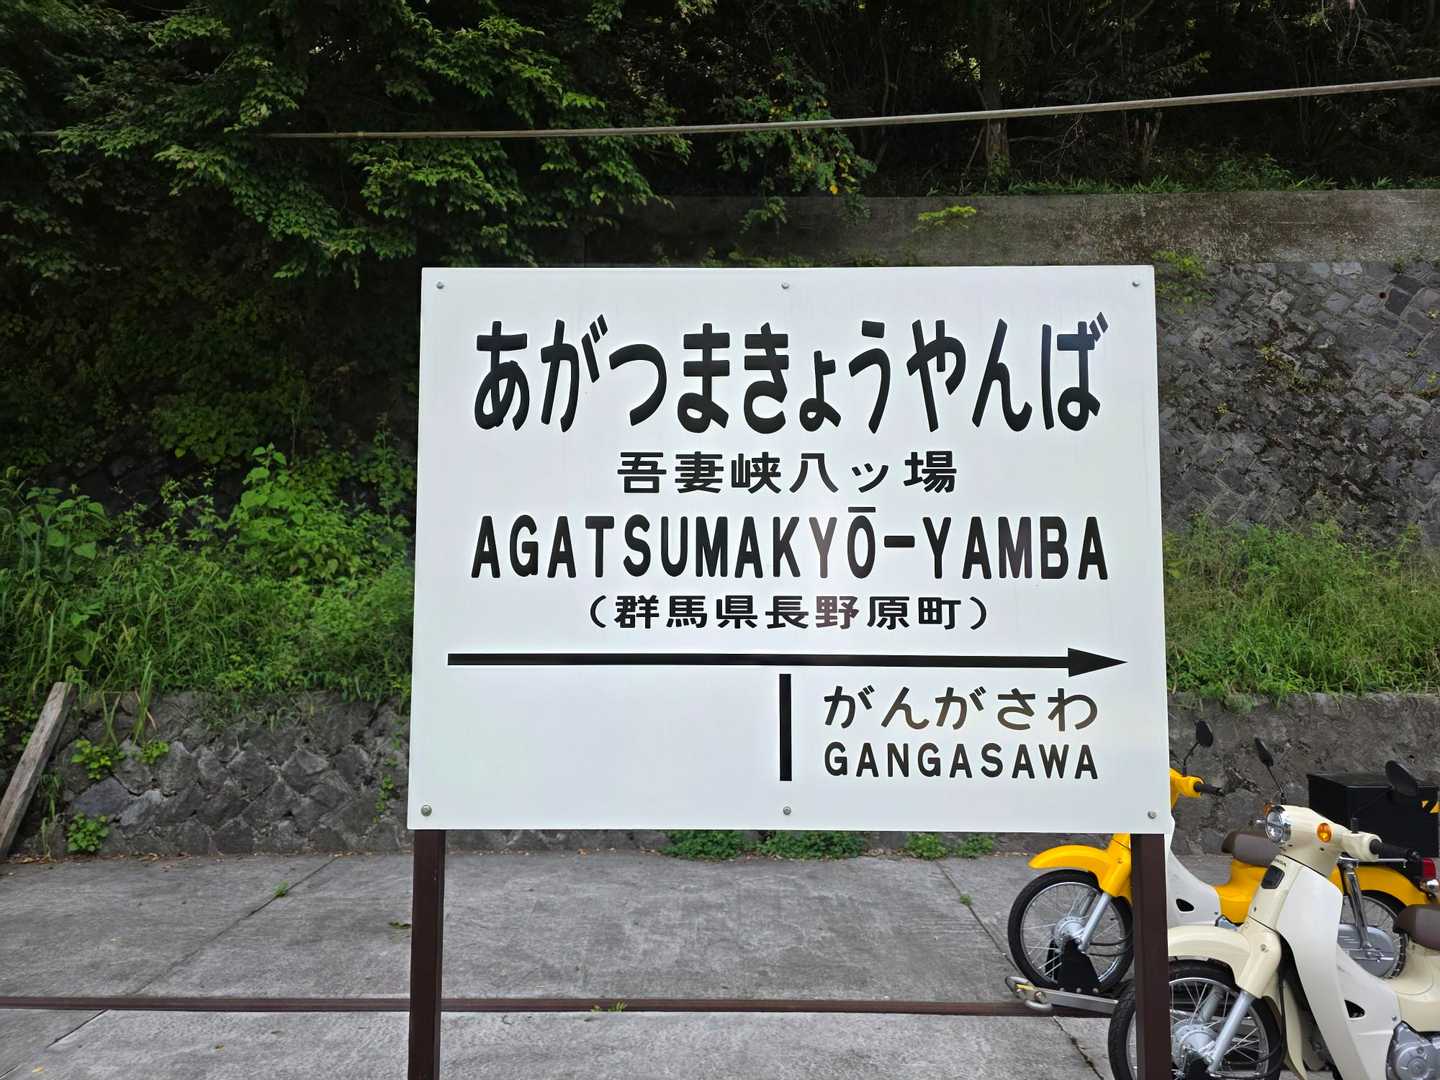 あがつまきょうやんば
吾妻峡八ッ場
AGATSUMAKYŌ-YAMBA
(群馬県長野原町)
がんがさわ
GANGASAWA